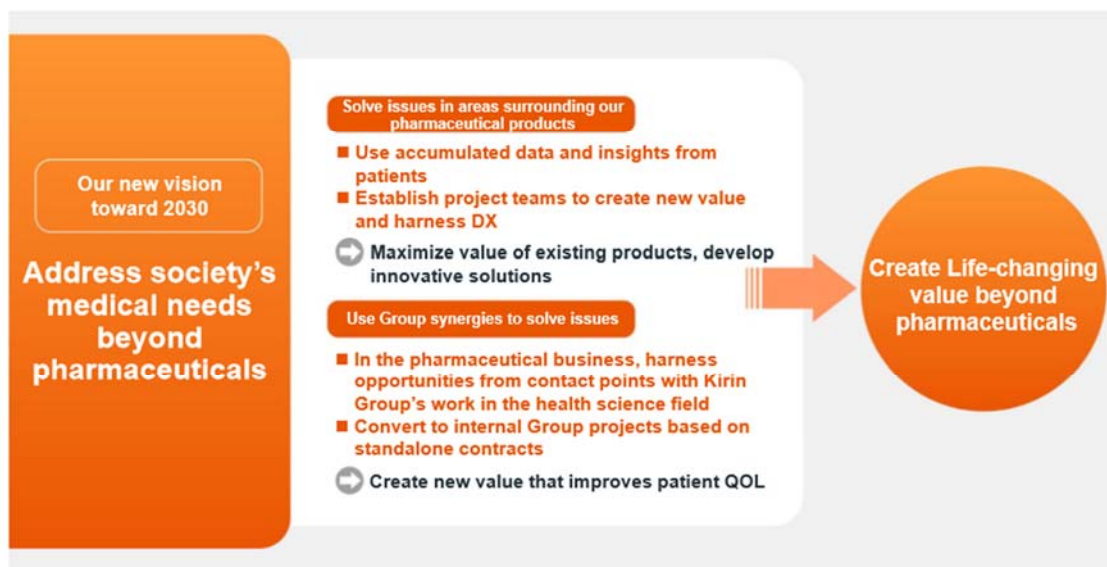 Our new vision
toward 2030
Address society's
medical needs
beyond
pharmaceuticals
Solve issues in areas surrounding our
pharmaceutical products
Use accumulated data and insights from
patients
Establish project teams to create new value
and harness DX
Maximize value of existing products, develop
innovative solutions
Use Group synergies to solve issues
In the pharmaceutical business, harness
opportunities from contact points with Kirin
Group's work in the health science field
Convert to internal Group projects based on
standalone contracts
Create new value that improves patient QOL
Create Life-changing
value beyond
pharmaceuticals